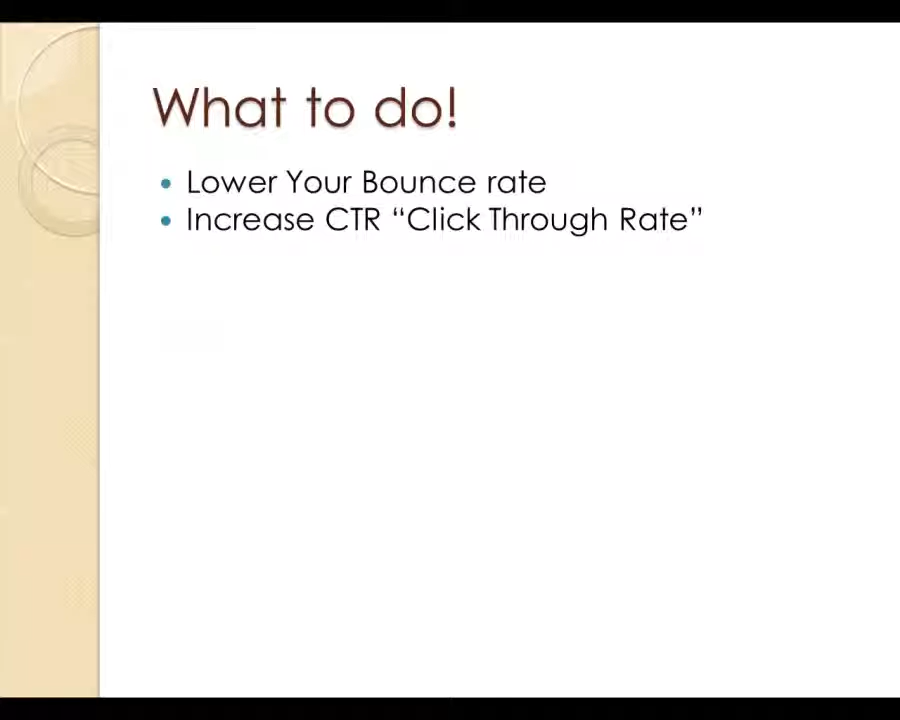 What to do!
• Lower Your Bounce rate
• Increase CTR “Click Through Rate”